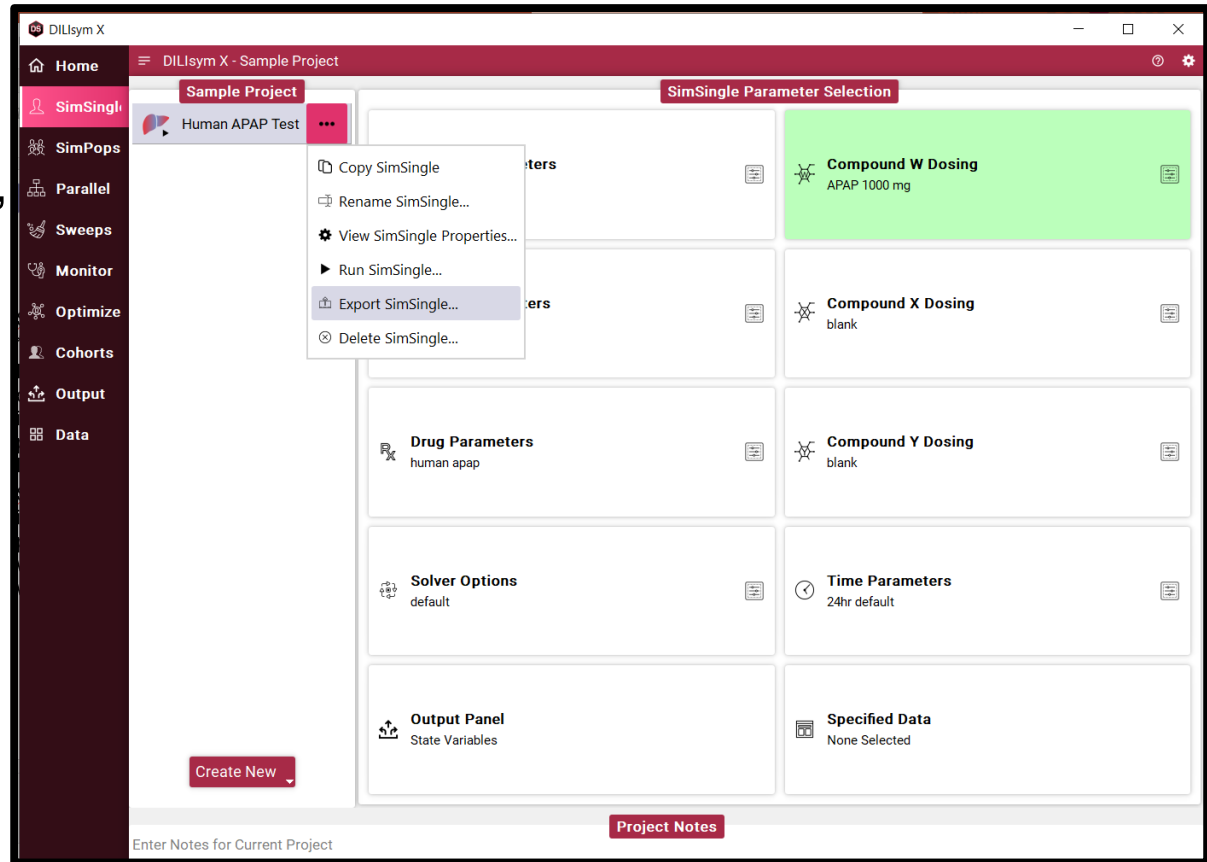 DS DILIsym X
Home
DILIsym X - Sample Project
SimSingl
SimPops
Parallel
Sweeps
Monitor
Optimize
Cohorts
Output
Data
Sample Project
Human APAP Test
Copy SimSingle
Rename SimSingle...
View SimSingle Properties...
Run SimSingle...
Export SimSingle...
Delete SimSingle...
Create New
SimSingle Parameter Selection
eters
Compound W Dosing
APAP 1000 mg
ers
Compound X Dosing
blank
Drug Parameters
human apap
Compound Y Dosing
blank
Solver Options
default
Time Parameters
24hr default
Output Panel
State Variables
Specified Data
None Selected
Project Notes
Enter Notes for Current Project